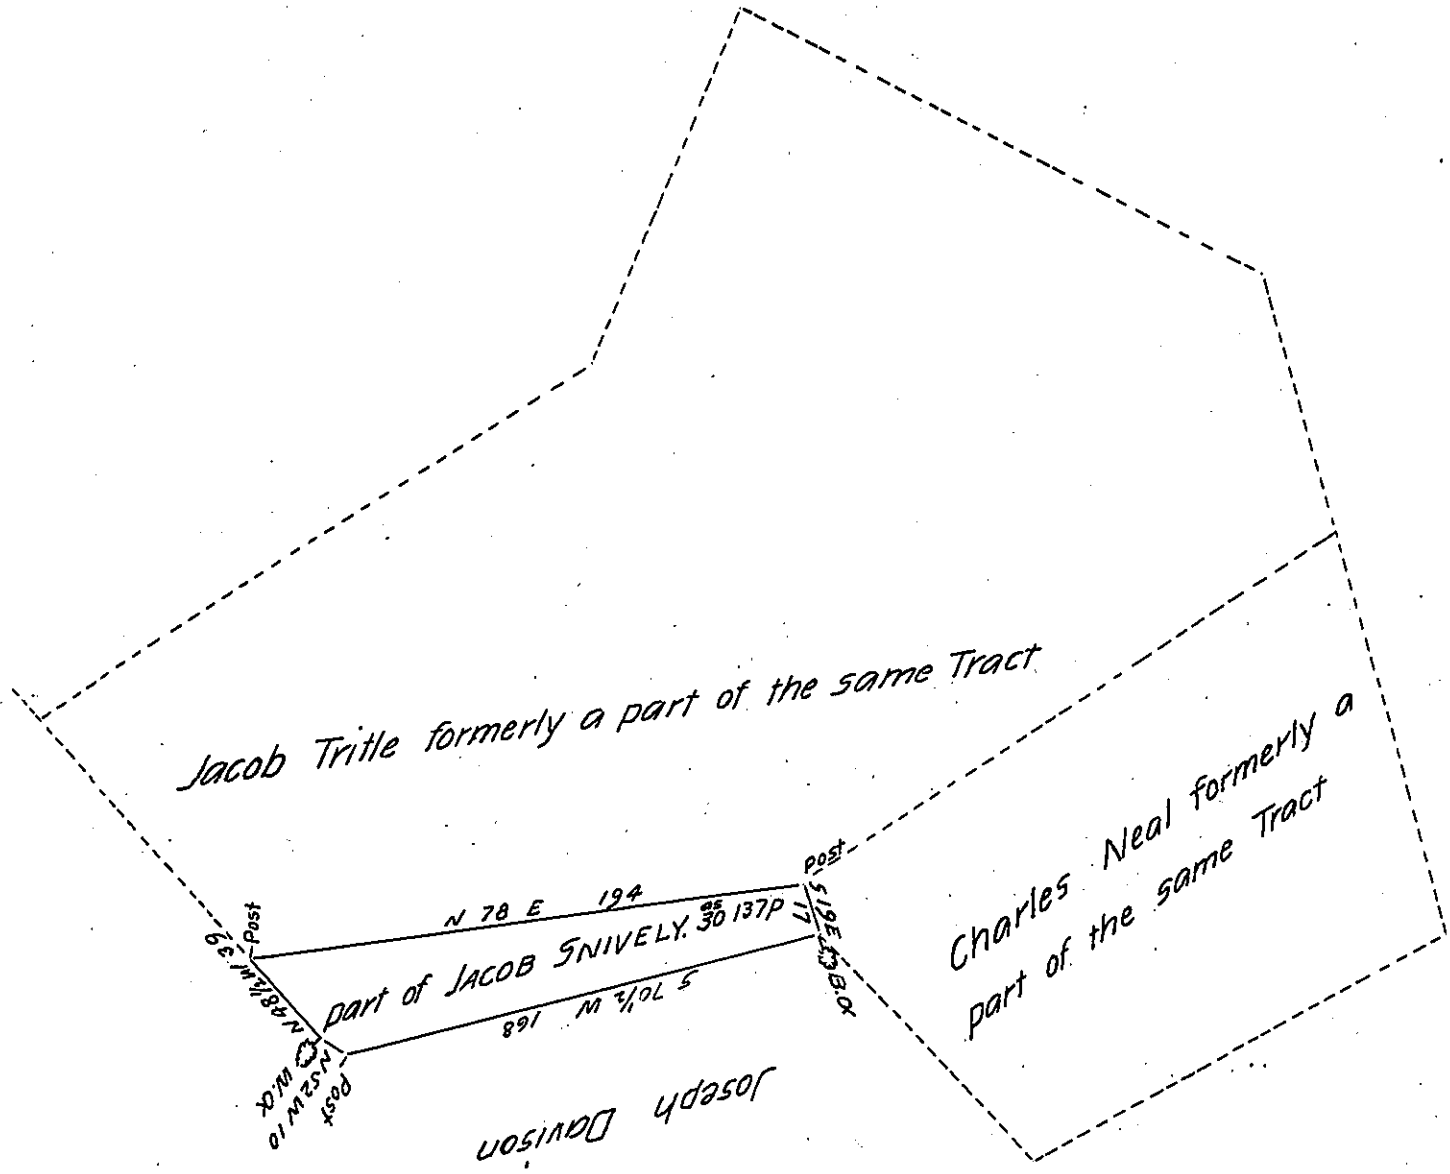 Jacob Tritle formerly a part of the same Tract
Charles Neal formerly a
part of the same Tract
Post
N 78 E 194
Post
S 19 E
17
B.O.
part of JACOB SNIVELY. 30 as 137 P
S 70½ W 168
N 48½ W 39
W.O.
N 52 W 10
Post
Joseph Davison